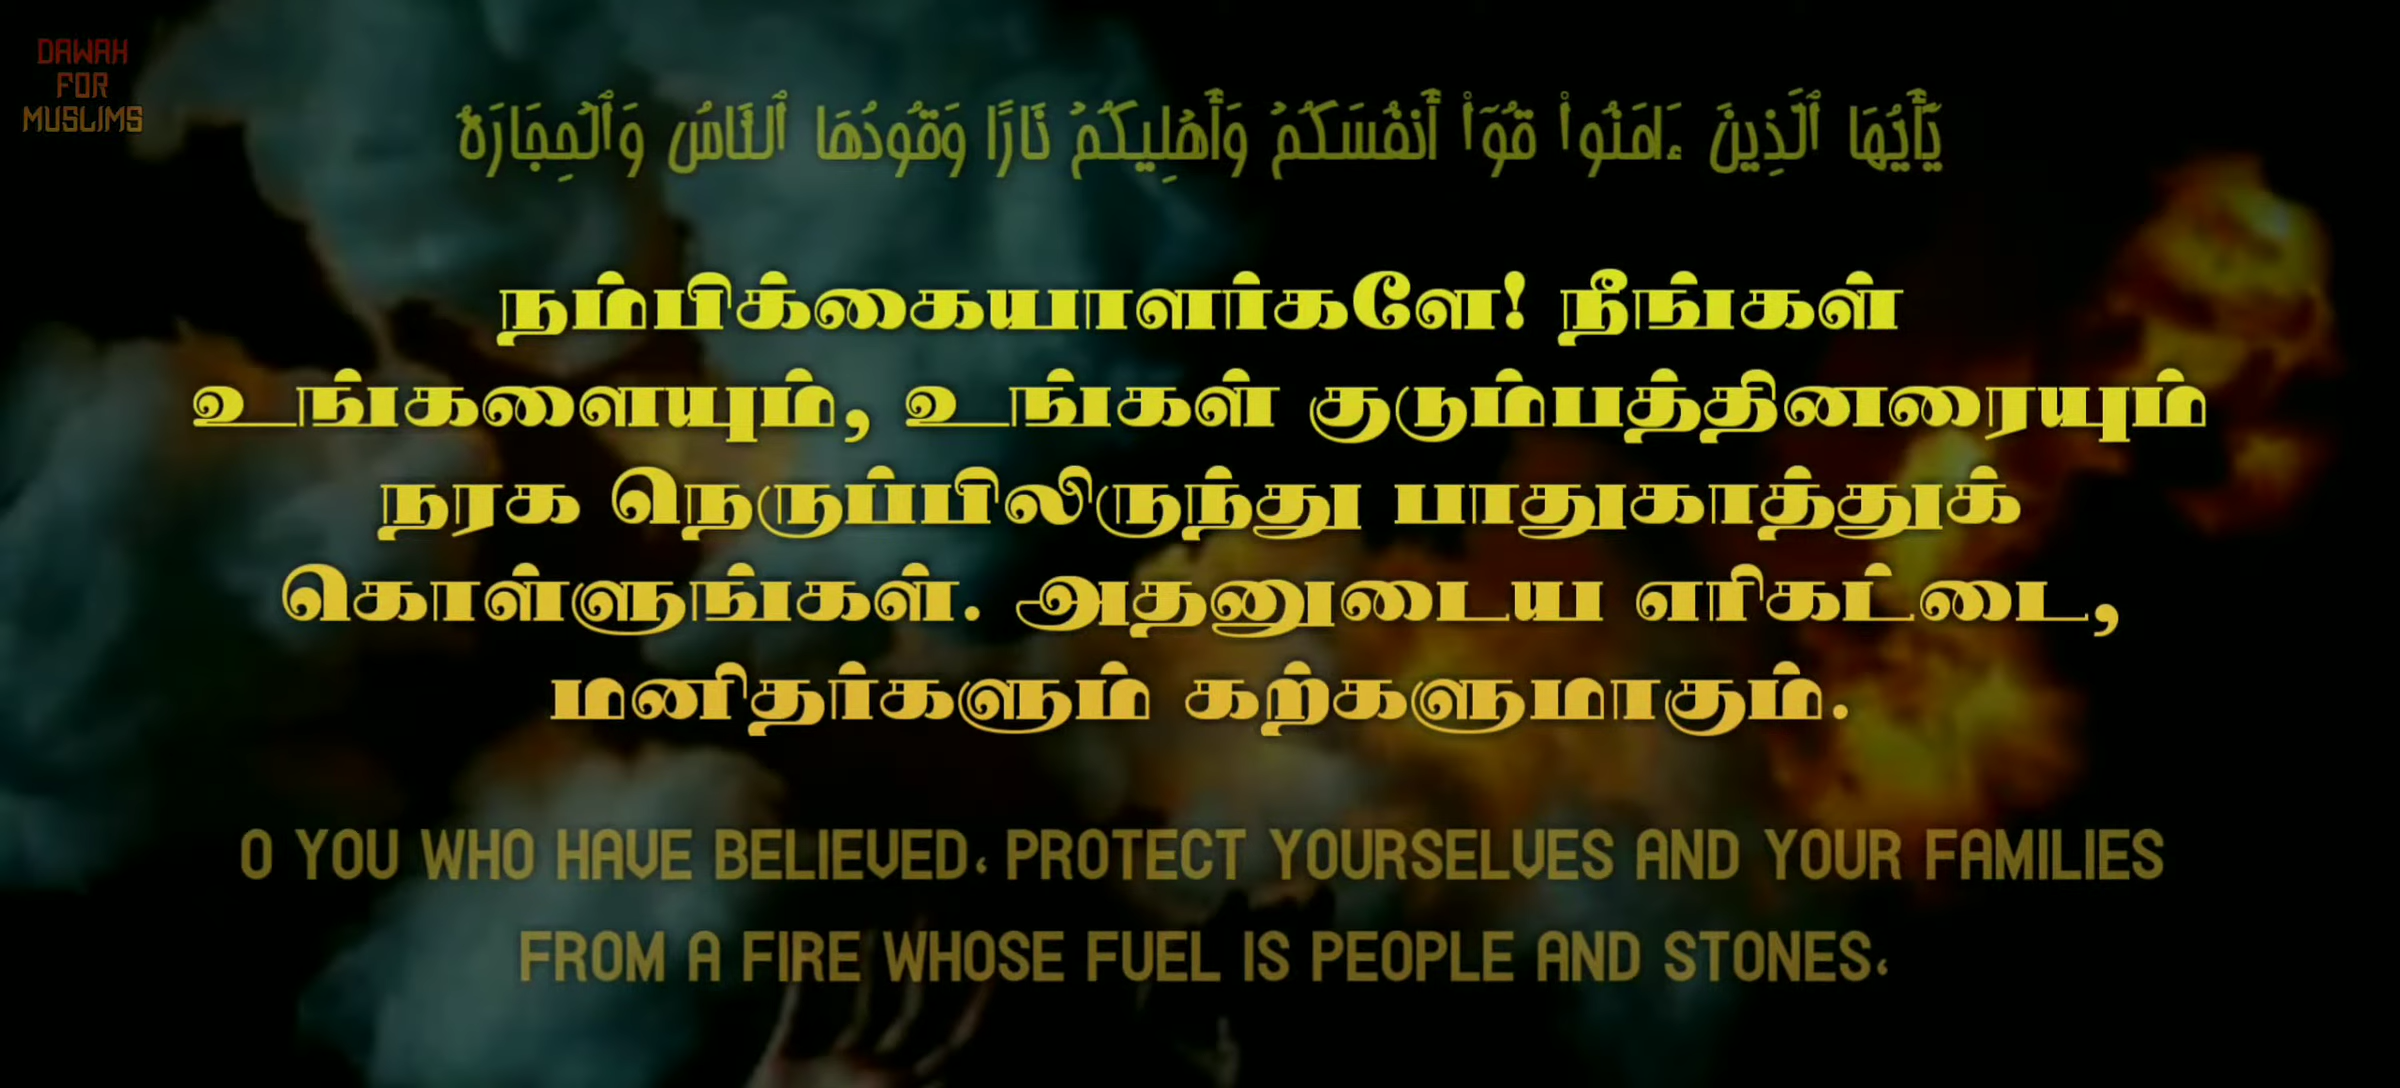 DAWAH
FOR
MUSLIMS
يَٰٓأَيُّهَا ٱلَّذِينَ ءَامَنُوا۟ قُوٓا۟ أَنفُسَكُمْ وَأَهْلِيكُمْ نَارًا وَقُودُهَا ٱلنَّاسُ وَٱلْحِجَارَةُ
நம்பிக்கையாளர்களே! நீங்கள்
உங்களையும், உங்கள் குடும்பத்தினரையும்
நரக நெருப்பிலிருந்து பாதுகாத்துக்
கொள்ளுங்கள். அதனுடைய எரிகட்டை,
மனிதர்களும் கற்களுமாகும்.
O YOU WHO HAVE BELIEVED، PROTECT YOURSELVES AND YOUR FAMILIES
FROM A FIRE WHOSE FUEL IS PEOPLE AND STONES،